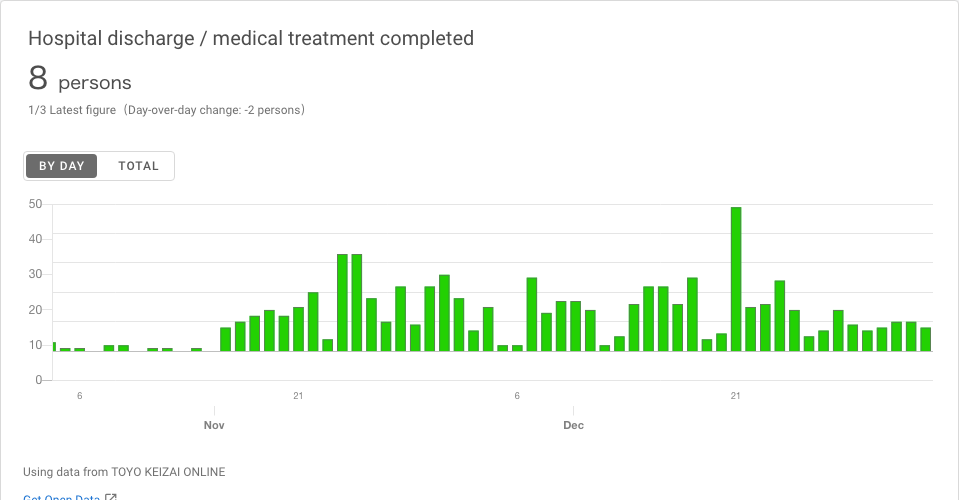 Hospital discharge / medical treatment completed
8 persons
1/3 Latest figure（Day-over-day change: -2 persons）
BY DAY TOTAL
50
40
30
20
10
0
6 21 6 21
Nov Dec
Using data from TOYO KEIZAI ONLINE
Get Open Data